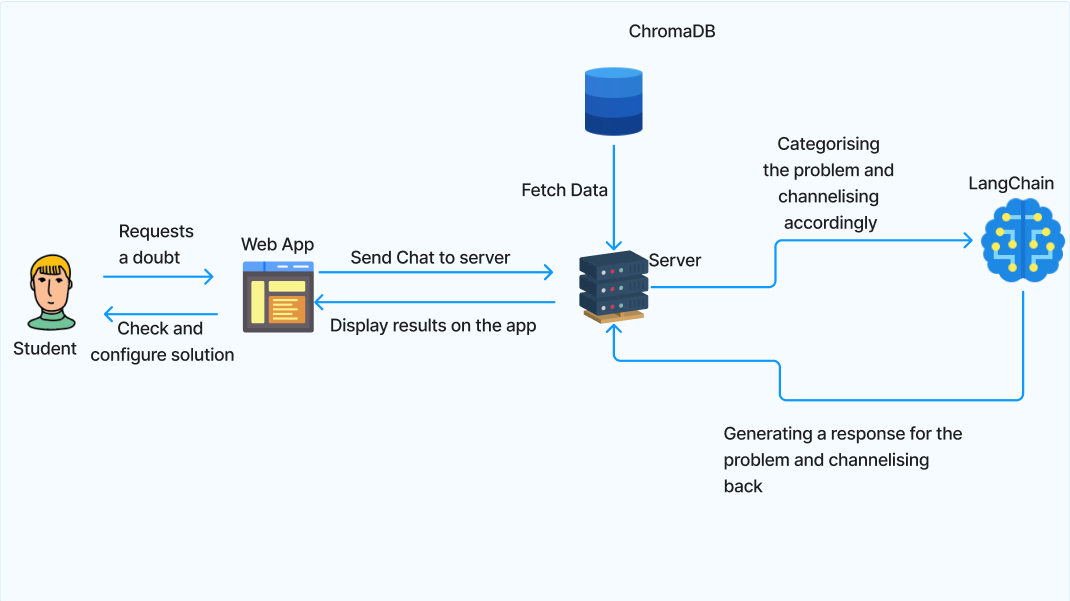 ChromaDB
Categorising
the problem and
channelising
accordingly
LangChain
Fetch Data
Requests
a doubt
Web App
Send Chat to server
Server
Display results on the app
Check and
configure solution
Student
Generating a response for the
problem and channelising
back